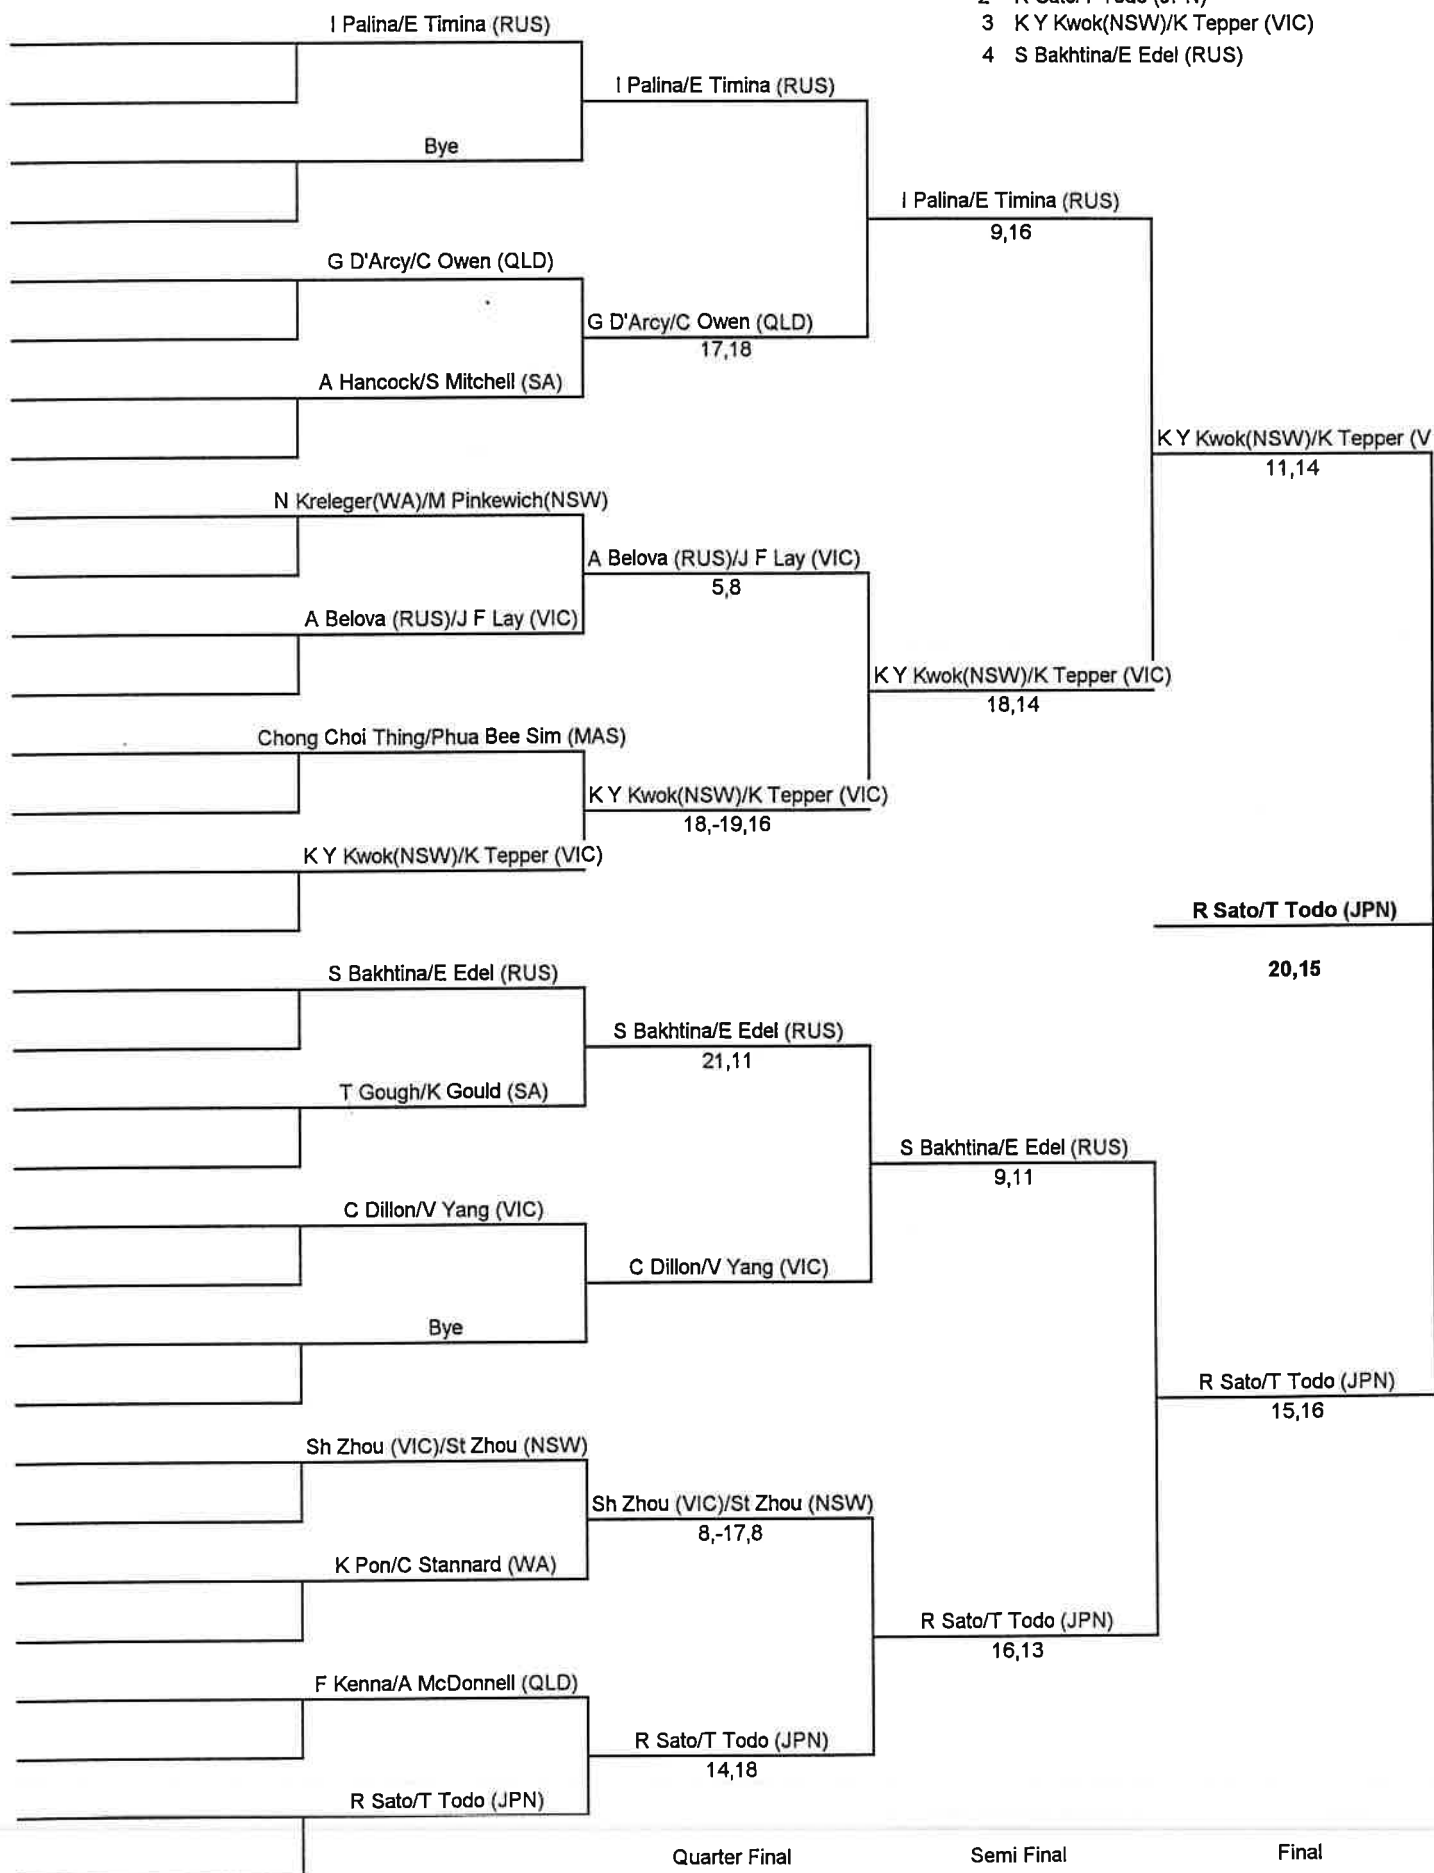 2 R Sato/T Todo (JPN)
3 K Y Kwok(NSW)/K Tepper (VIC)
4 S Bakhtina/E Edel (RUS)
I Palina/E Timina (RUS)
I Palina/E Timina (RUS)
Bye
I Palina/E Timina (RUS)
9,16
G D'Arcy/C Owen (QLD)
G D'Arcy/C Owen (QLD)
17,18
A Hancock/S Mitchell (SA)
K Y Kwok(NSW)/K Tepper (V
11,14
N Kreleger(WA)/M Pinkewich(NSW)
A Belova (RUS)/J F Lay (VIC)
5,8
A Belova (RUS)/J F Lay (VIC)
K Y Kwok(NSW)/K Tepper (VIC)
18,14
Chong Choi Thing/Phua Bee Sim (MAS)
K Y Kwok(NSW)/K Tepper (VIC)
18,-19,16
K Y Kwok(NSW)/K Tepper (VIC)
R Sato/T Todo (JPN)
20,15
S Bakhtina/E Edel (RUS)
S Bakhtina/E Edel (RUS)
21,11
T Gough/K Gould (SA)
S Bakhtina/E Edel (RUS)
9,11
C Dillon/V Yang (VIC)
C Dillon/V Yang (VIC)
Bye
R Sato/T Todo (JPN)
15,16
Sh Zhou (VIC)/St Zhou (NSW)
Sh Zhou (VIC)/St Zhou (NSW)
8,-17,8
K Pon/C Stannard (WA)
R Sato/T Todo (JPN)
16,13
F Kenna/A McDonnell (QLD)
R Sato/T Todo (JPN)
14,18
R Sato/T Todo (JPN)
Quarter Final
Semi Final
Final